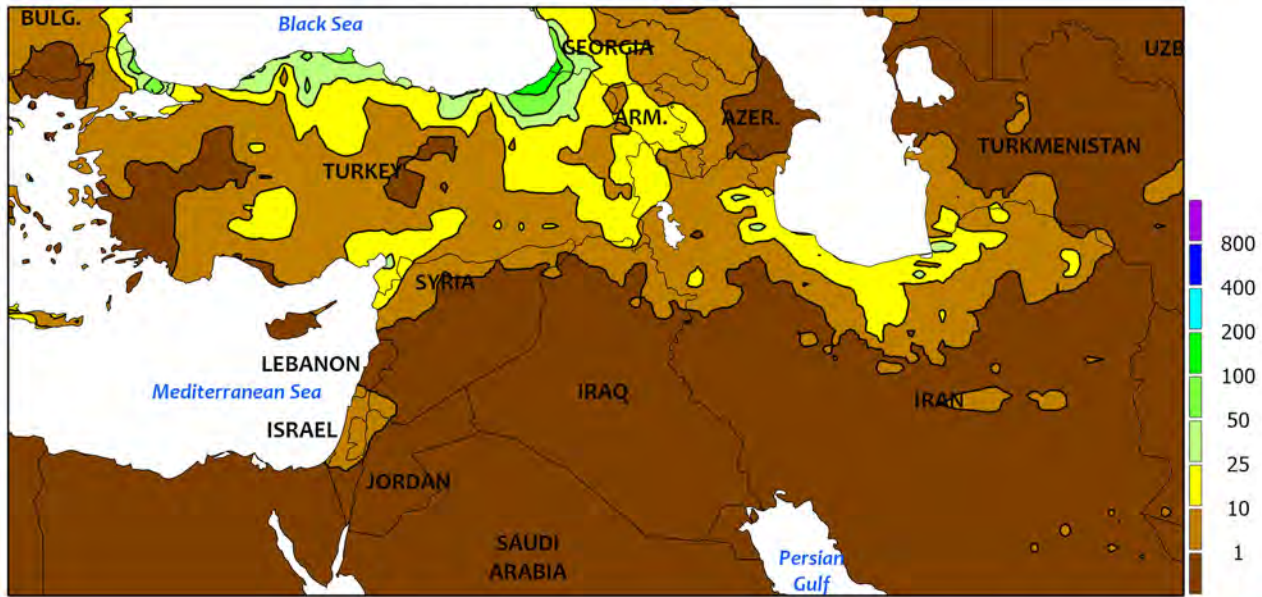 BULG.
Black Sea
GEORGIA
UZB
ARM.
AZER.
TURKMENISTAN
TURKEY
SYRIA
LEBANON
Mediterranean Sea
IRAQ
IRAN
ISRAEL
JORDAN
SAUDI
ARABIA
Persian
Gulf
800
400
200
100
50
25
10
1